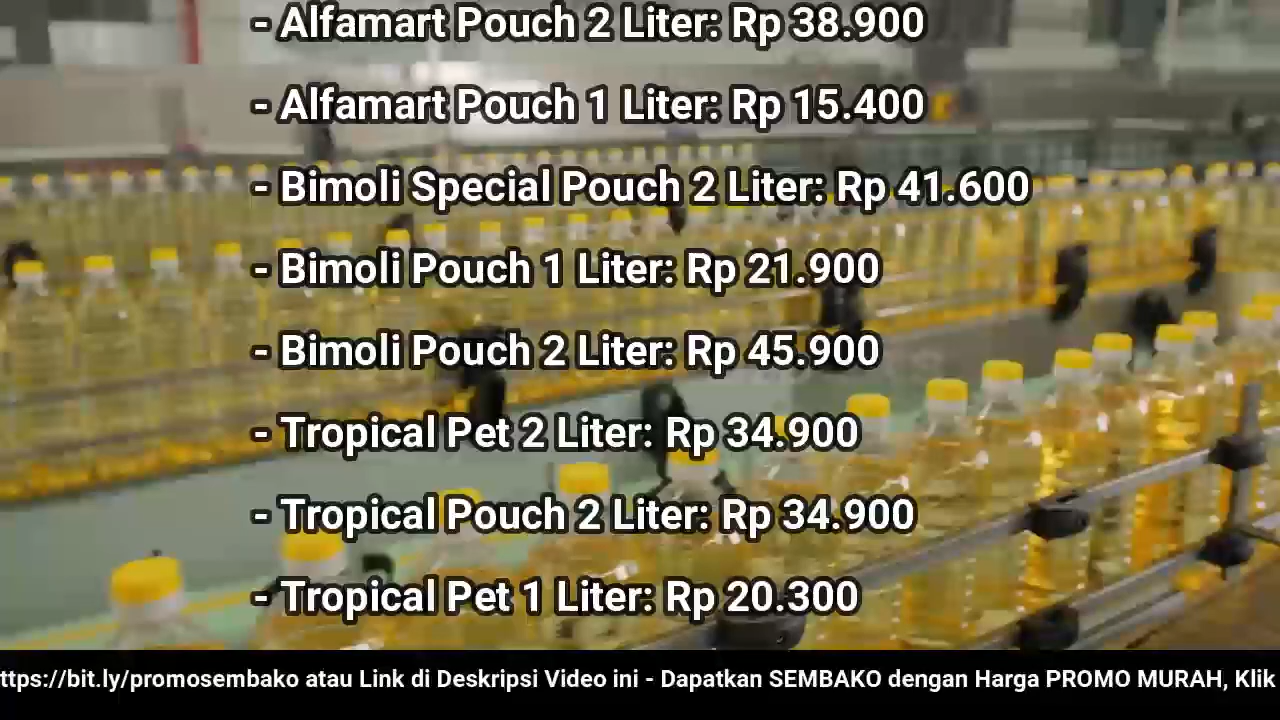 - Alfamart Pouch 2 Liter: Rp 38.900
- Alfamart Pouch 1 Liter: Rp 15.400
- Bimoli Special Pouch 2 Liter: Rp 41.600
- Bimoli Pouch 1 Liter: Rp 21.900
- Bimoli Pouch 2 Liter: Rp 45.900
- Tropical Pet 2 Liter: Rp 34.900
- Tropical Pouch 2 Liter: Rp 34.900
- Tropical Pet 1 Liter: Rp 20.300
ttps://bit.ly/promosembako atau Link di Deskripsi Video ini - Dapatkan SEMBAKO dengan Harga PROMO MURAH, Klik